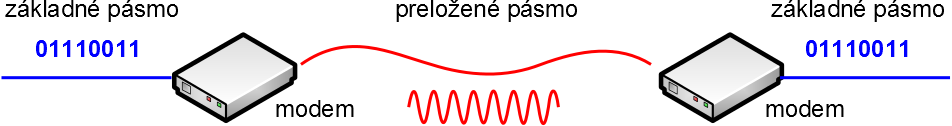 základné pásmo
preložené pásmo
základné pásmo
01110011
01110011
modem
modem